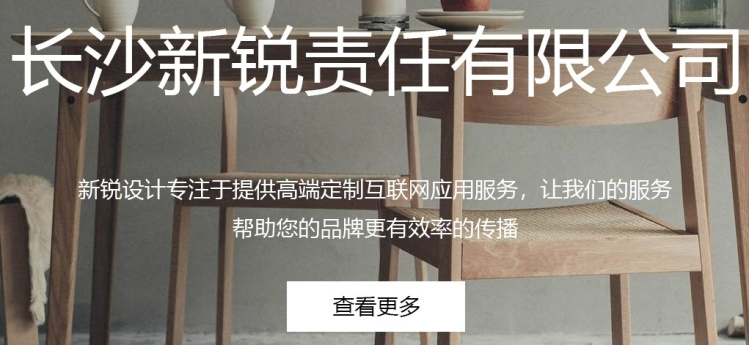 长沙新锐责任有限公司
新锐设计专注于提供高端定制互联网应用服务，让我们的服务
帮助您的品牌更有效率的传播
查看更多